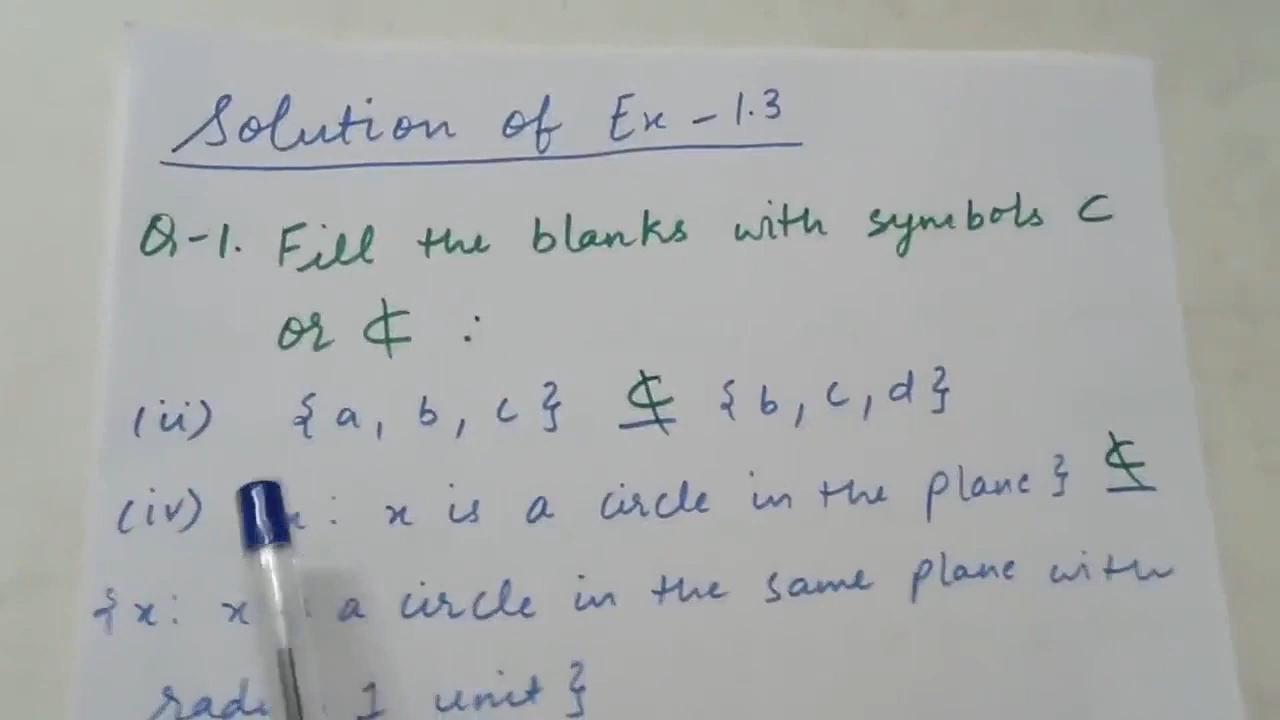 Solution of Ex - 1.3
Q-1. Fill the blanks with symbols ⊂
or ⊄ :
(ii) {a, b, c} ⊄ {b, c, d}
(iv) x : x is a circle in the plane} ⊄
{x : x a circle in the same plane with
1 unit}